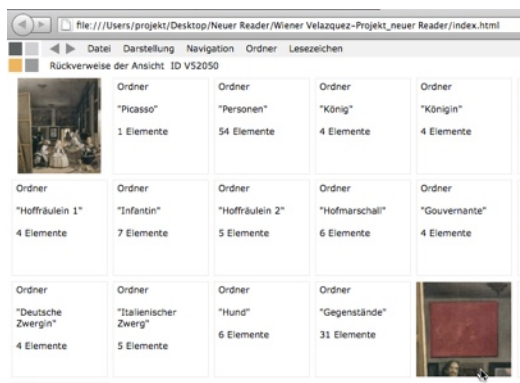 file:///Users/projekt/Desktop/Neuer Reader/Wiener Velazquez-Projekt_neuer Reader/index.html
Datei Darstellung Navigation Ordner Lesezeichen
Rückverweise der Ansicht ID V52050
Ordner Ordner Ordner Ordner
"Picasso" "Personen" "König" "Königin"
1 Elemente 54 Elemente 4 Elemente 4 Elemente
Ordner Ordner Ordner Ordner Ordner
"Hoffräulein 1" "Infantin" "Hoffräulein 2" "Hofmarschall" "Gouvernante"
4 Elemente 7 Elemente 5 Elemente 6 Elemente 4 Elemente
Ordner Ordner Ordner Ordner
"Deutsche "Italienischer "Hund" "Gegenstände"
Zwergin" Zwerg" 6 Elemente 31 Elemente
4 Elemente 5 Elemente